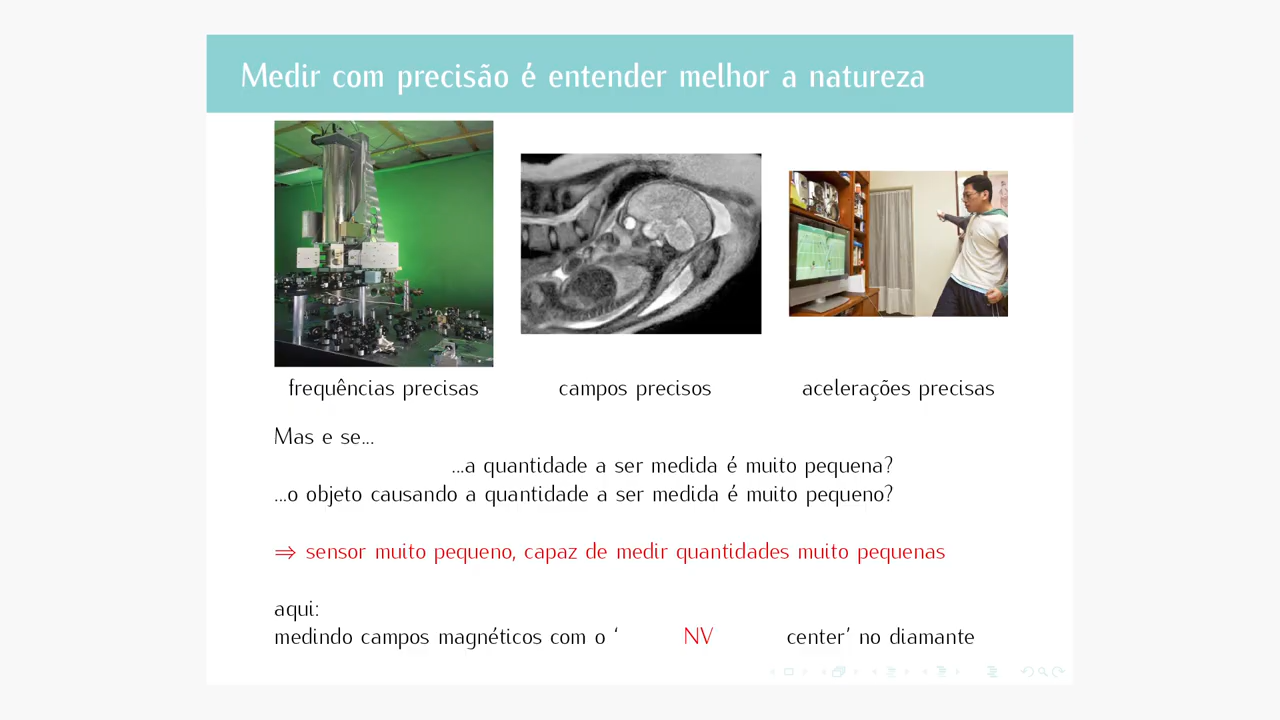 Medir com precisão é entender melhor a natureza
frequências precisas
campos precisos
acelerações precisas
Mas e se...
...a quantidade a ser medida é muito pequena?
...o objeto causando a quantidade a ser medida é muito pequeno?
⇒ sensor muito pequeno, capaz de medir quantidades muito pequenas
aqui:
medindo campos magnéticos com o ‘ NV center’ no diamante